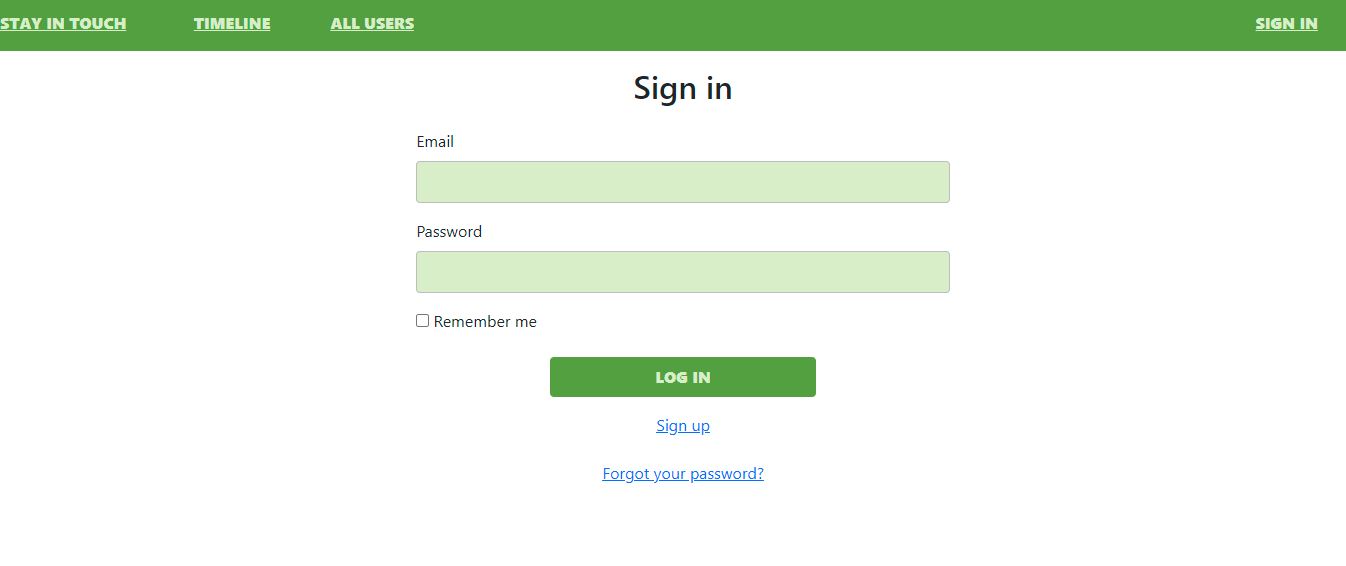 STAY IN TOUCH TIMELINE ALL USERS SIGN IN
Sign in
Email
Password
Remember me
LOG IN
Sign up
Forgot your password?